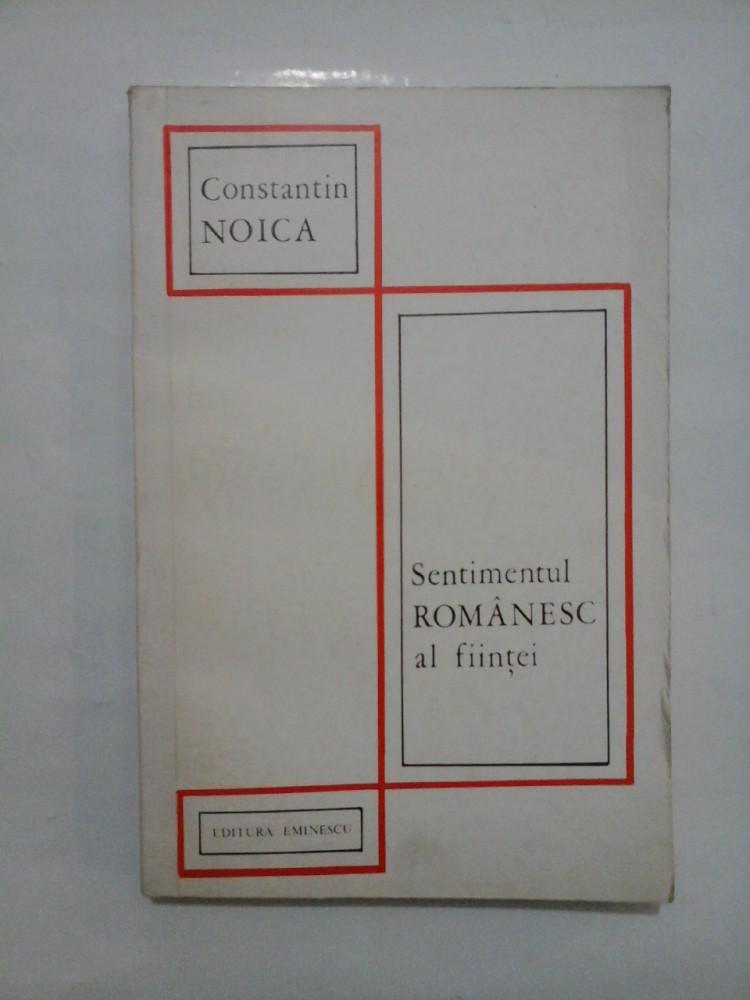 Constantin
NOICA
Sentimentul
ROMÂNESC
al ființei
EDITURA EMINESCU